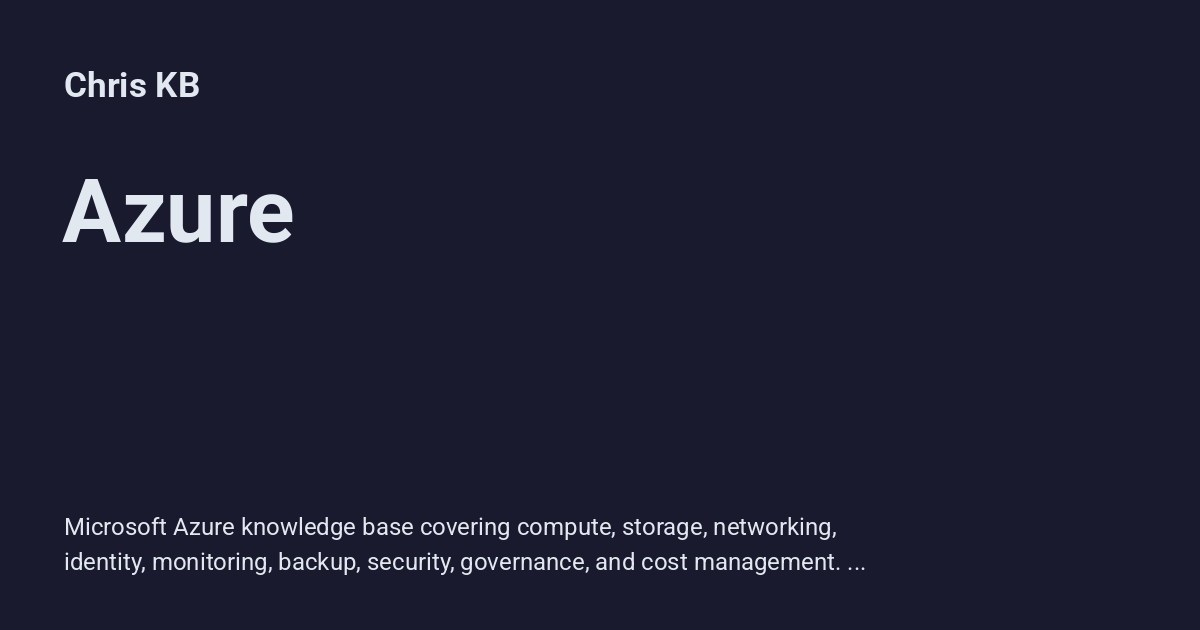 Chris KB
Azure
Microsoft Azure knowledge base covering compute, storage, networking,
identity, monitoring, backup, security, governance, and cost management. ...